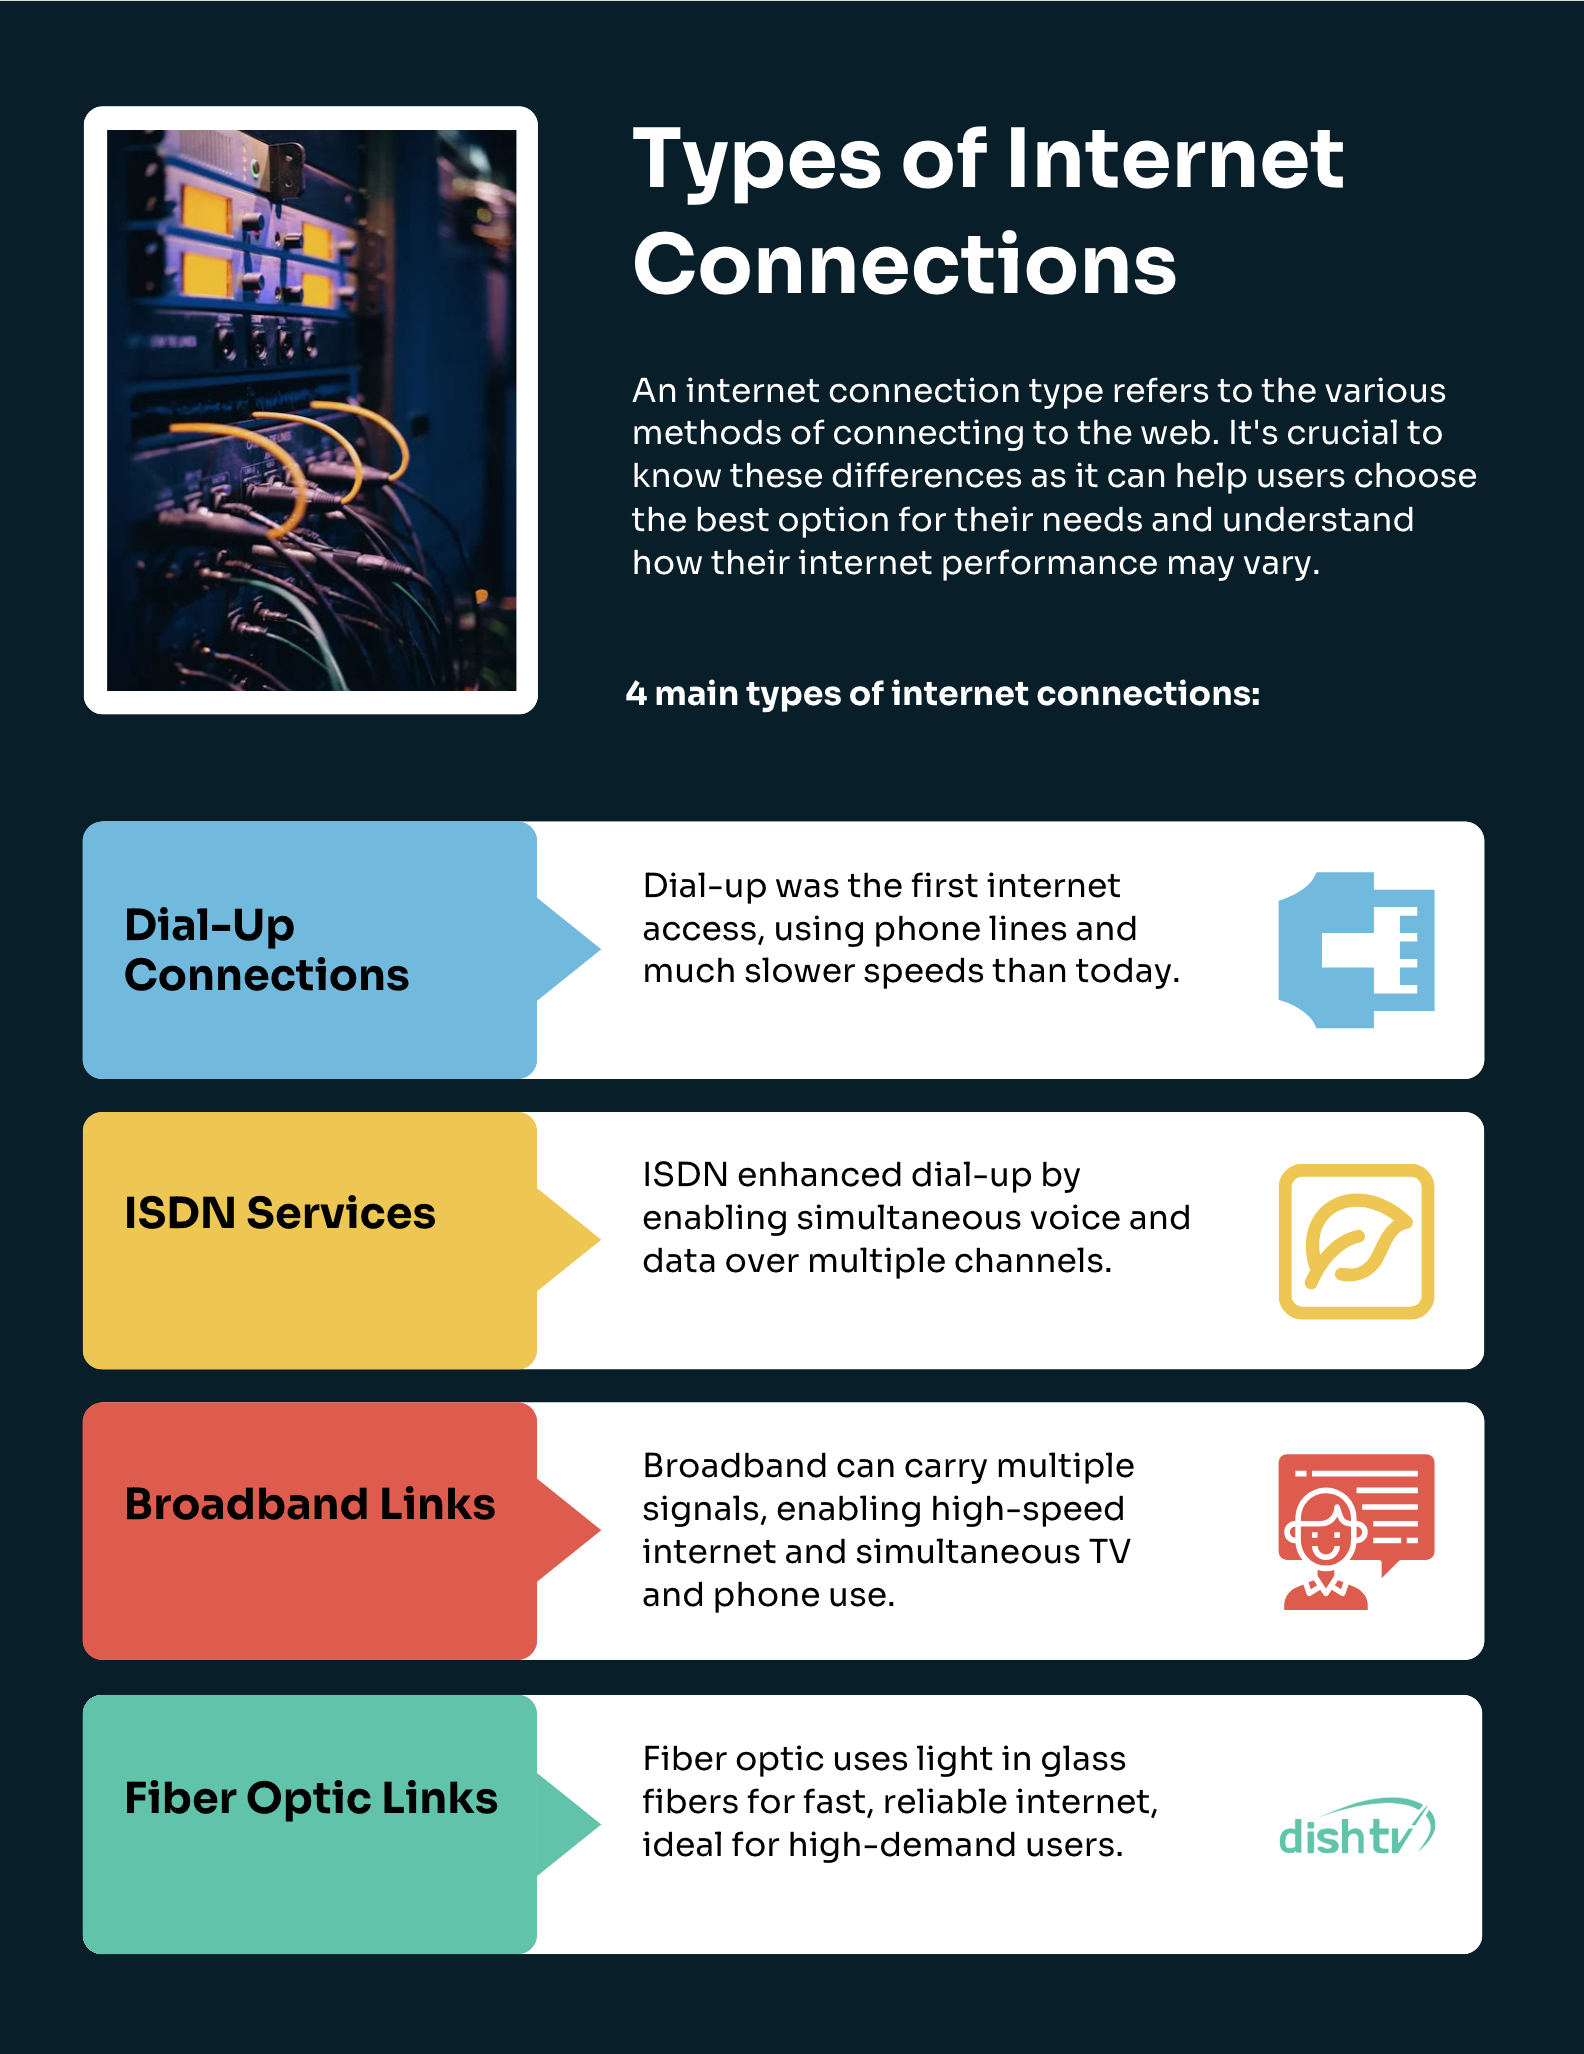 Types of Internet
Connections
An internet connection type refers to the various
methods of connecting to the web. It's crucial to
know these differences as it can help users choose
the best option for their needs and understand
how their internet performance may vary.
4 main types of internet connections:
Dial-Up
Connections
Dial-up was the first internet
access, using phone lines and
much slower speeds than today.
ISDN Services
ISDN enhanced dial-up by
enabling simultaneous voice and
data over multiple channels.
Broadband Links
Broadband can carry multiple
signals, enabling high-speed
internet and simultaneous TV
and phone use.
Fiber Optic Links
Fiber optic uses light in glass
fibers for fast, reliable internet,
ideal for high-demand users.
dishtv